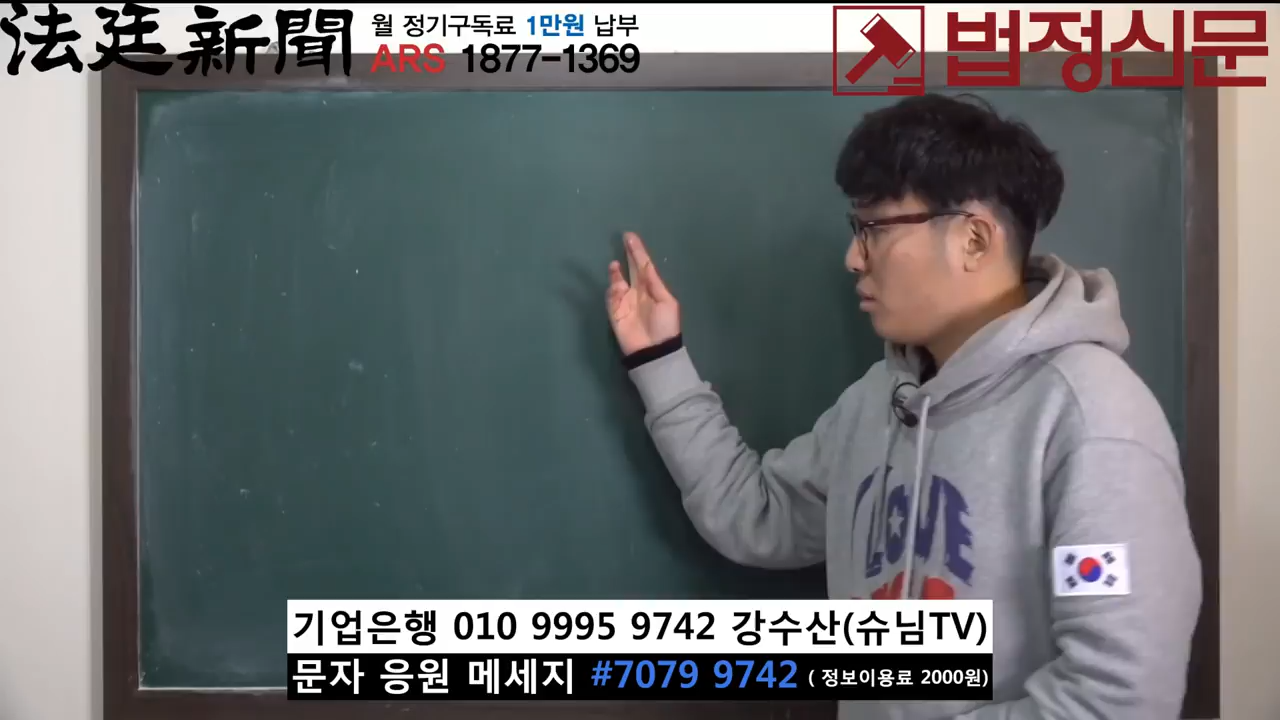 法廷新聞
월 정기구독료 1만원 납부
ARS 1877-1369
법정신문
LOVE
기업은행 010 9995 9742 강수산(슈님TV)
문자 응원 메세지 #7079 9742 ( 정보이용료 2000원)